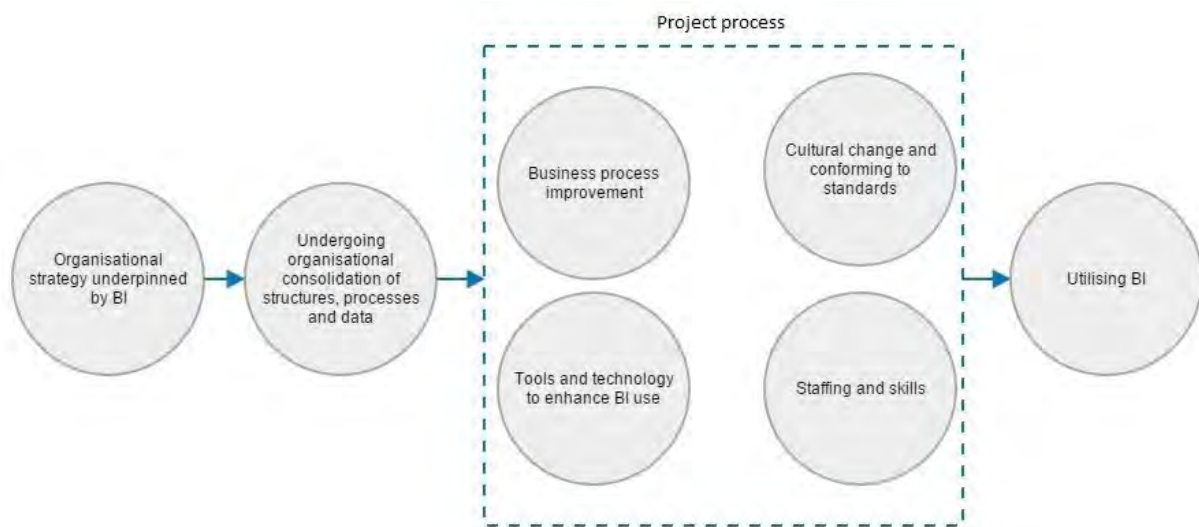 Project process
Organisational
strategy underpinned
by BI
Undergoing
organisational
consolidation of
structures, processes
and data
Business process
improvement
Cultural change and
conforming to
standards
Tools and technology
to enhance BI use
Staffing and skills
Utilising BI